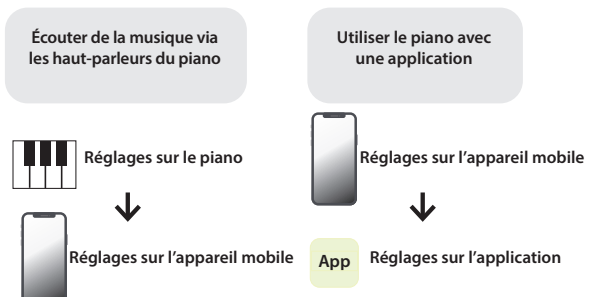 Écouter de la musique via
les haut-parleurs du piano
Réglages sur le piano
Réglages sur l'appareil mobile
Utiliser le piano avec
une application
Réglages sur l'appareil mobile
App
Réglages sur l'application